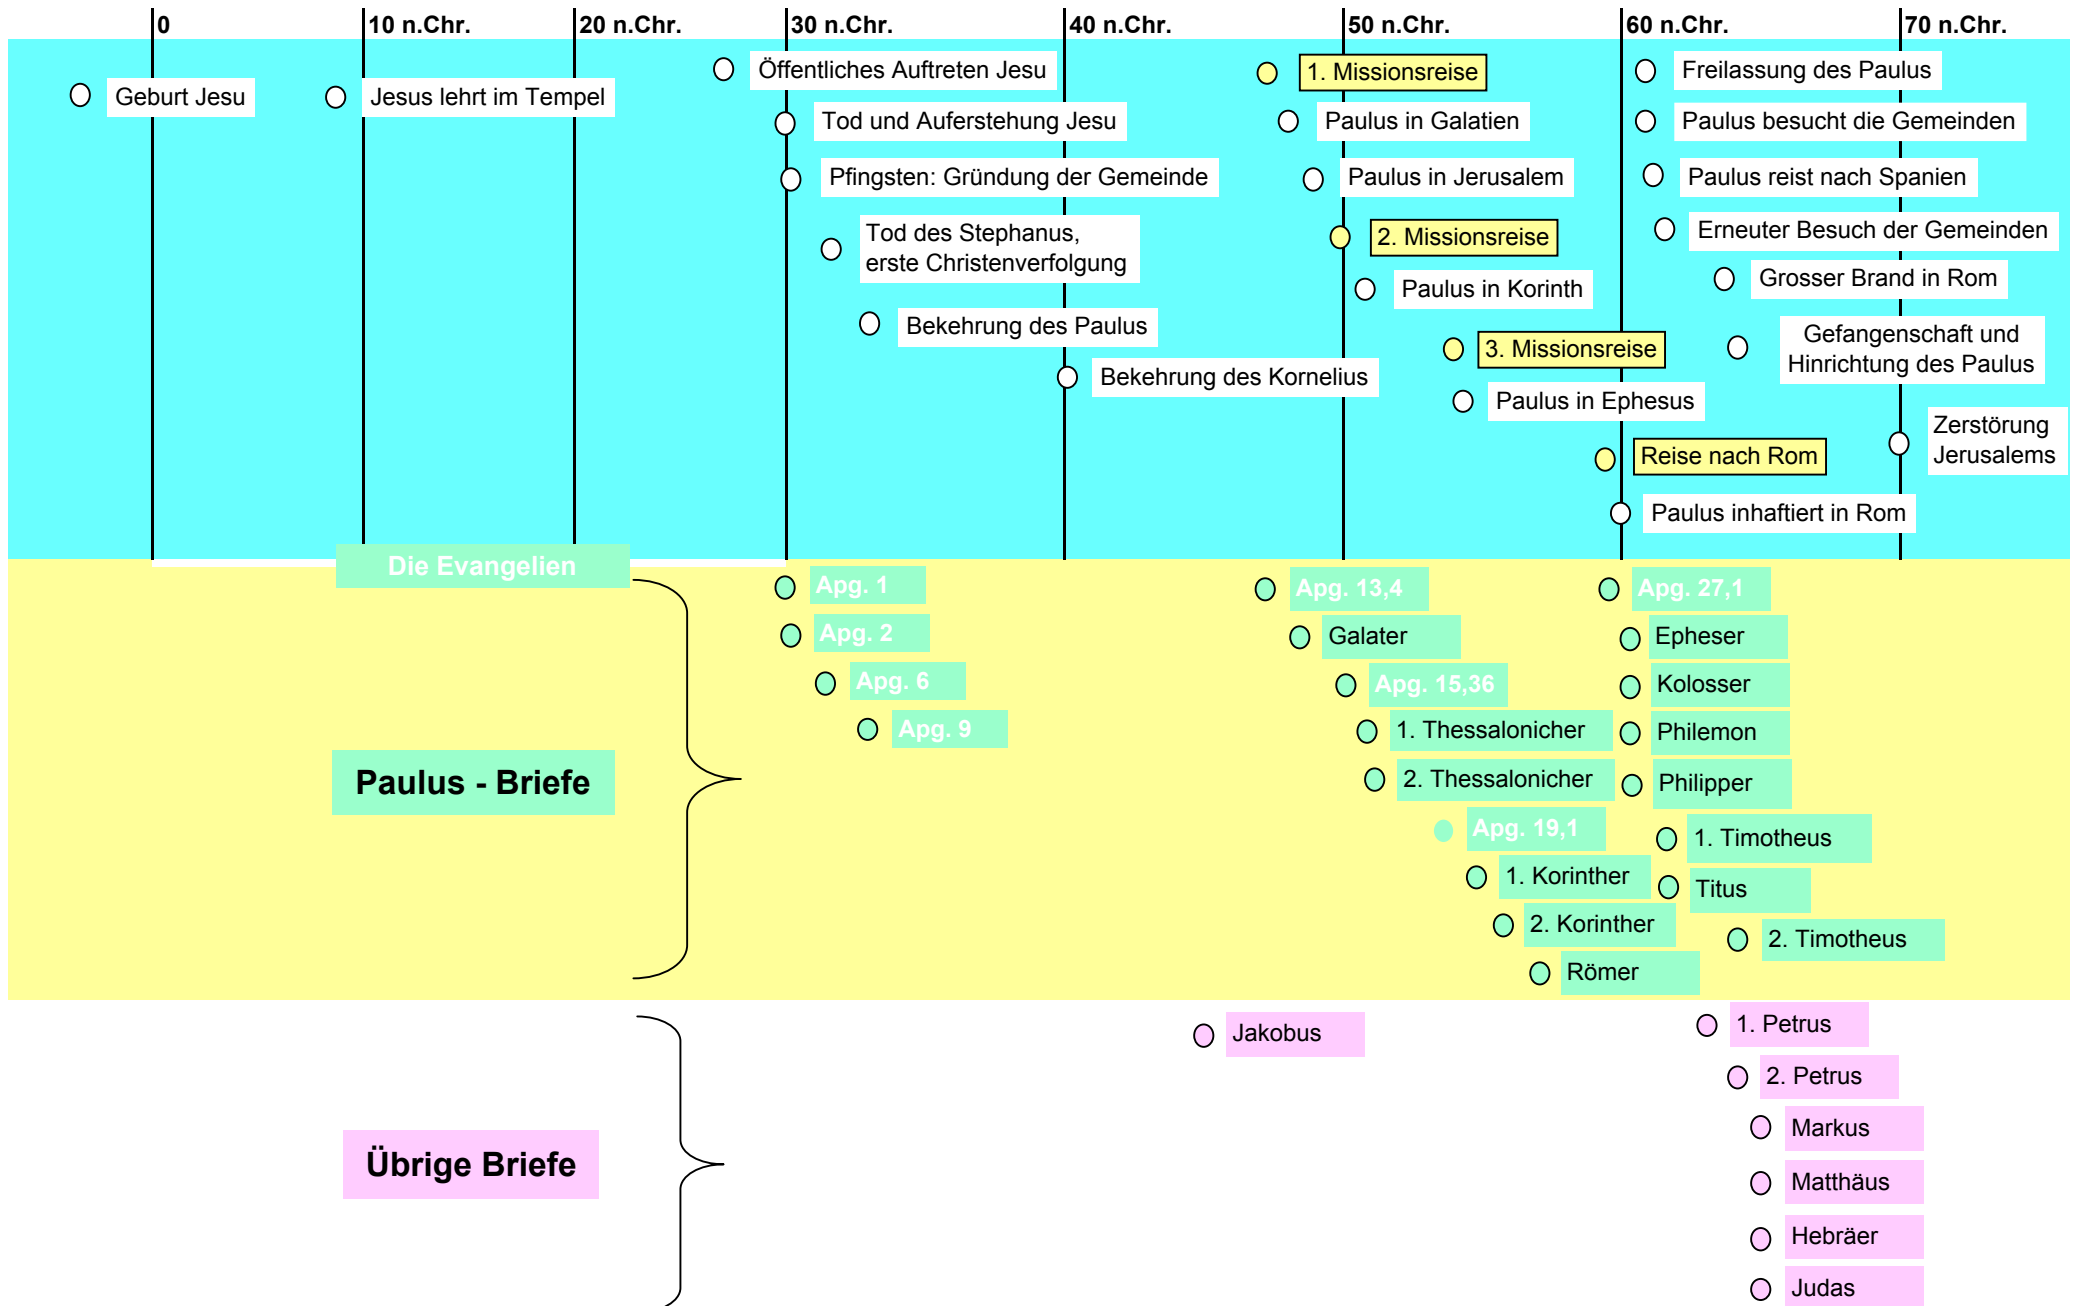 0
10 n.Chr.
20 n.Chr.
30 n.Chr.
40 n.Chr.
50 n.Chr.
60 n.Chr.
70 n.Chr.
Geburt Jesu
Jesus lehrt im Tempel
Öffentliches Auftreten Jesu
Tod und Auferstehung Jesu
Pfingsten: Gründung der Gemeinde
Tod des Stephanus,
erste Christenverfolgung
Bekehrung des Paulus
Bekehrung des Kornelius
1. Missionsreise
Paulus in Galatien
Paulus in Jerusalem
2. Missionsreise
Paulus in Korinth
3. Missionsreise
Paulus in Ephesus
Reise nach Rom
Paulus inhaftiert in Rom
Freilassung des Paulus
Paulus besucht die Gemeinden
Paulus reist nach Spanien
Erneuter Besuch der Gemeinden
Grosser Brand in Rom
Gefangenschaft und
Hinrichtung des Paulus
Zerstörung
Jerusalems
Die Evangelien
Paulus - Briefe
Apg. 1
Apg. 2
Apg. 6
Apg. 9
Apg. 13,4
Galater
Apg. 15,36
1. Thessalonicher
2. Thessalonicher
Apg. 19,1
1. Korinther
2. Korinther
Römer
Apg. 27,1
Epheser
Kolosser
Philemon
Philipper
1. Timotheus
Titus
2. Timotheus
Übrige Briefe
Jakobus
1. Petrus
2. Petrus
Markus
Matthäus
Hebräer
Judas